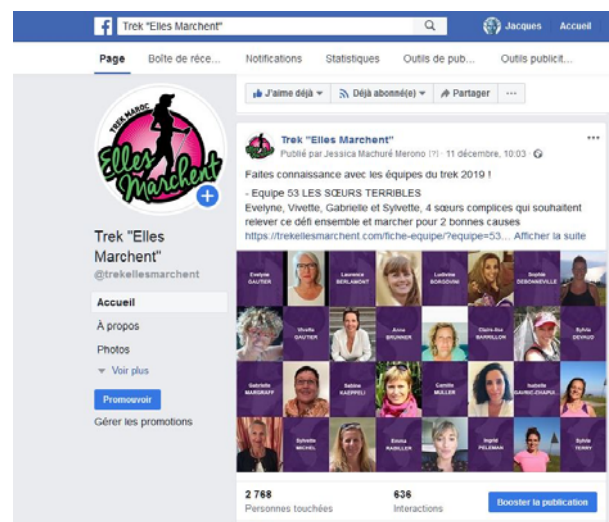 Trek "Elles Marchent"
Jacques
Accueil
Page
Boîte de réce...
Notifications
Statistiques
Outils de pub...
Outils publicit...
J'aime déjà
Déjà abonné(e)
Partager
TREK MAROC
Elles
Marchent
Trek "Elles
Marchent"
@trekellesmarchent
Accueil
À propos
Photos
Voir plus
Promouvoir
Gérer les promotions
Trek "Elles Marchent"
Publié par Jessica Machuré Merono [?] · 11 décembre, 10:03 ·
Faites connaissance avec les équipes du trek 2019 !
- Equipe 53 LES SŒURS TERRIBLES
Evelyne, Vivette, Gabrielle et Sylvette, 4 sœurs complices qui souhaitent
relever ce défi ensemble et marcher pour 2 bonnes causes
https://trekellesmarchent.com/fiche-equipe/?equipe=53... Afficher la suite
Evelyne
GAUTIER
Laurence
BERLAMONT
Ludivine
BORGOVINI
Sophie
DEBONNEVILLE
Vivette
GAUTIER
Anne
BRUNNER
Claire-Lise
BARRILLON
Sylvia
DEVAUD
Gabrielle
MARGRAFF
Sabine
KAEPPELI
Camille
MULLER
Isabelle
Sylvette
MICHEL
Emma
RADILLER
Ingrid
PELEMAN
Sylvie
TERRY
2 768
Personnes touchées
636
Interactions
Booster la publication